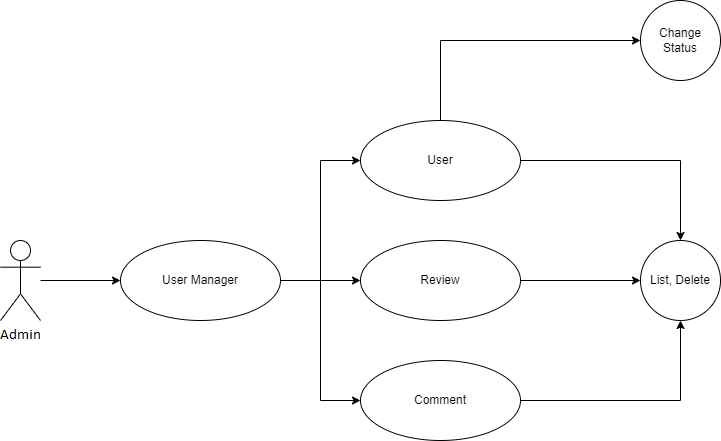 Change
Status
User
User Manager
Review
List, Delete
Admin
Comment